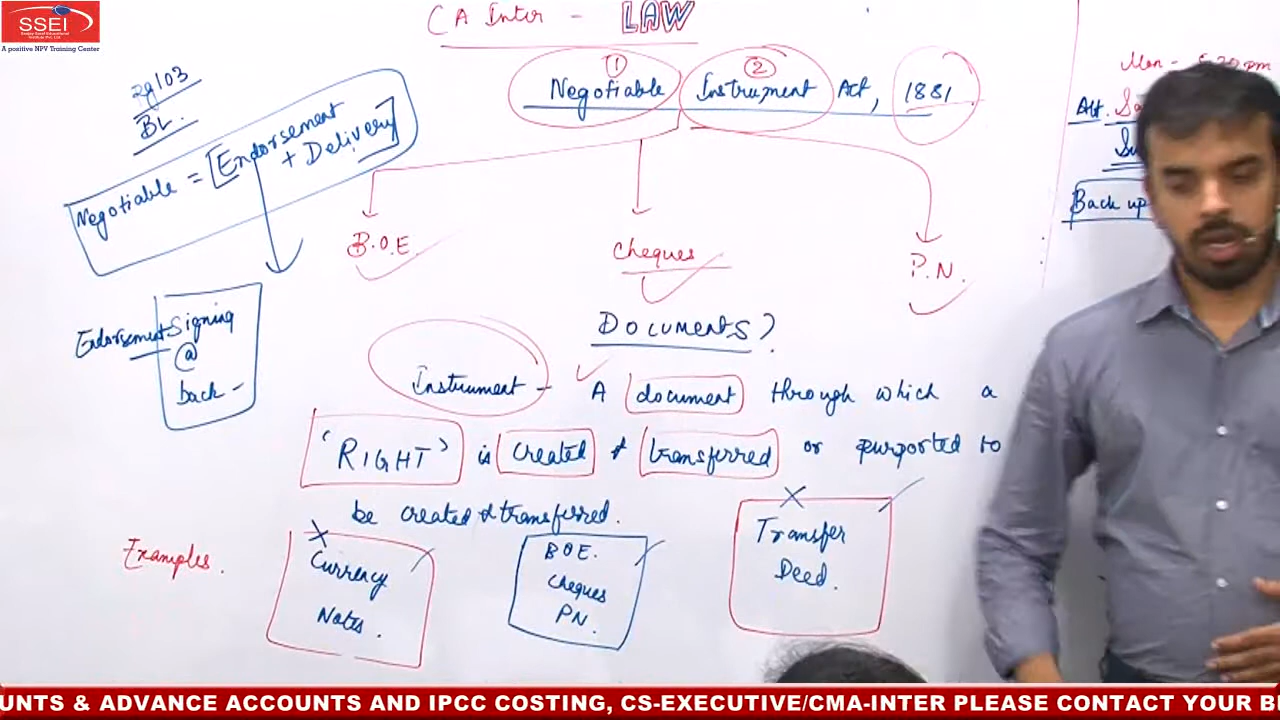 SSEI
A positive NPV Training Center
CA Inter - LAW
① ②
Negotiable Instrument Act, 1881
Mon -
Alt.
Back up
BL.
Negotiable = [Endorsement
+ Delivery]
B.O.E.
Cheques
P.N.
Endorsement
Signing
@
back -
Documents?
Instrument - A document through which a
'RIGHT' is created & transferred or purported to
be created & transferred.
Examples.
Currency
Notes.
BOE.
Cheques
PN.
Transfer
Deed.
UNTS & ADVANCE ACCOUNTS AND IPCC COSTING, CS-EXECUTIVE/CMA-INTER PLEASE CONTACT YOUR B